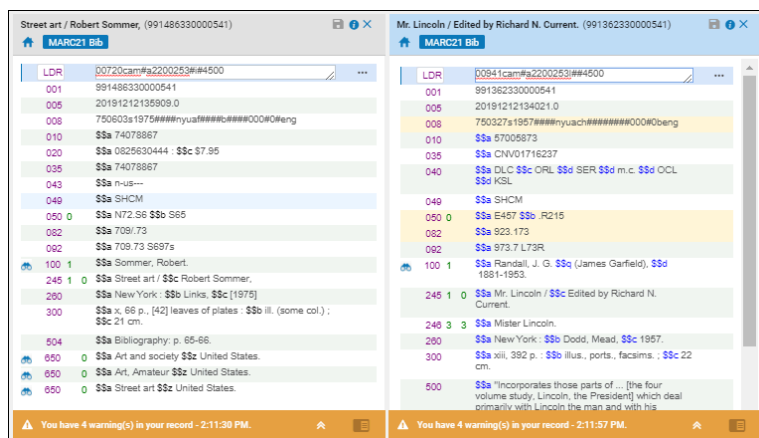 Street art / Robert Sommer, (991486330000541)
MARC21 Bib
LDR 00720cam#a2200253#i#4500
001 991486330000541
005 20191212135909.0
008 750603s1975####nyuaf####b####000#0#eng
010 $$a 74078867
020 $$a 0825630444 : $$c $7.95
035 $$a 74078867
043 $$a n-us---
049 $$a SHCM
050 0 $$a N72.S6 $$b S65
082 $$a 709/.73
092 $$a 709.73 S697s
100 1 $$a Sommer, Robert.
245 1 0 $$a Street art / $$c Robert Sommer,
260 $$a New York : $$b Links, $$c [1975]
300 $$a x, 66 p., [42] leaves of plates : $$b ill. (some col.) ;
$$c 21 cm.
504 $$a Bibliography: p. 65-66.
650 0 $$a Art and society $$z United States.
650 0 $$a Art, Amateur $$z United States.
650 0 $$a Street art $$z United States.
You have 4 warning(s) in your record - 2:11:30 PM.
Mr. Lincoln / Edited by Richard N. Current. (991362330000541)
MARC21 Bib
LDR 00941cam#a2200253I##4500
001 991362330000541
005 20191212134021.0
008 750327s1957####nyuach########000#0beng
010 $$a 57005873
035 $$a CNV01716237
040 $$a DLC $$c ORL $$d SER $$d m.c. $$d OCL
$$d KSL
049 $$a SHCM
050 0 $$a E457 $$b .R215
082 $$a 923.173
092 $$a 973.7 L73R
100 1 $$a Randall, J. G. $$q (James Garfield), $$d
1881-1953.
245 1 0 $$a Mr. Lincoln / $$c Edited by Richard N.
Current.
246 3 3 $$a Mister Lincoln.
260 $$a New York : $$b Dodd, Mead, $$c 1957.
300 $$a xiii, 392 p. : $$b illus., ports., facsims. ; $$c 22
cm.
500 $$a "Incorporates those parts of ... [the four
volume study, Lincoln, the President] which deal
primarily with Lincoln the man and with his
You have 4 warning(s) in your record - 2:11:57 PM.